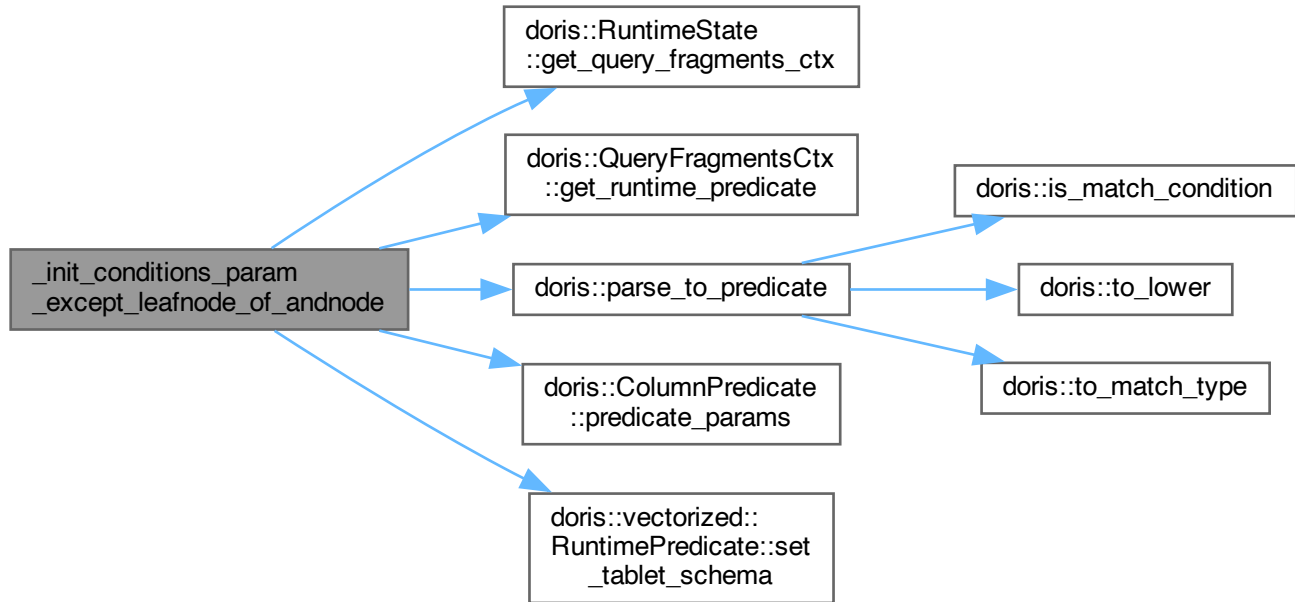 doris::RuntimeState
::get_query_fragments_ctx
doris::QueryFragmentsCtx
::get_runtime_predicate
doris::is_match_condition
_init_conditions_param
_except_leafnode_of_andnode
doris::parse_to_predicate
doris::to_lower
doris::ColumnPredicate
::predicate_params
doris::to_match_type
doris::vectorized::
RuntimePredicate::set
_tablet_schema